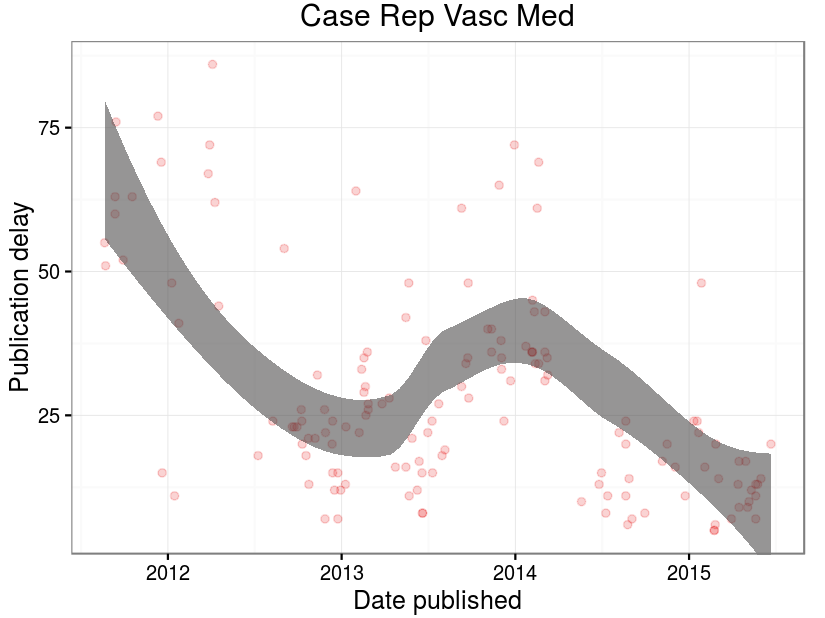 Case Rep Vasc Med
Publication delay
75
50
25
2012 2013 2014 2015
Date published